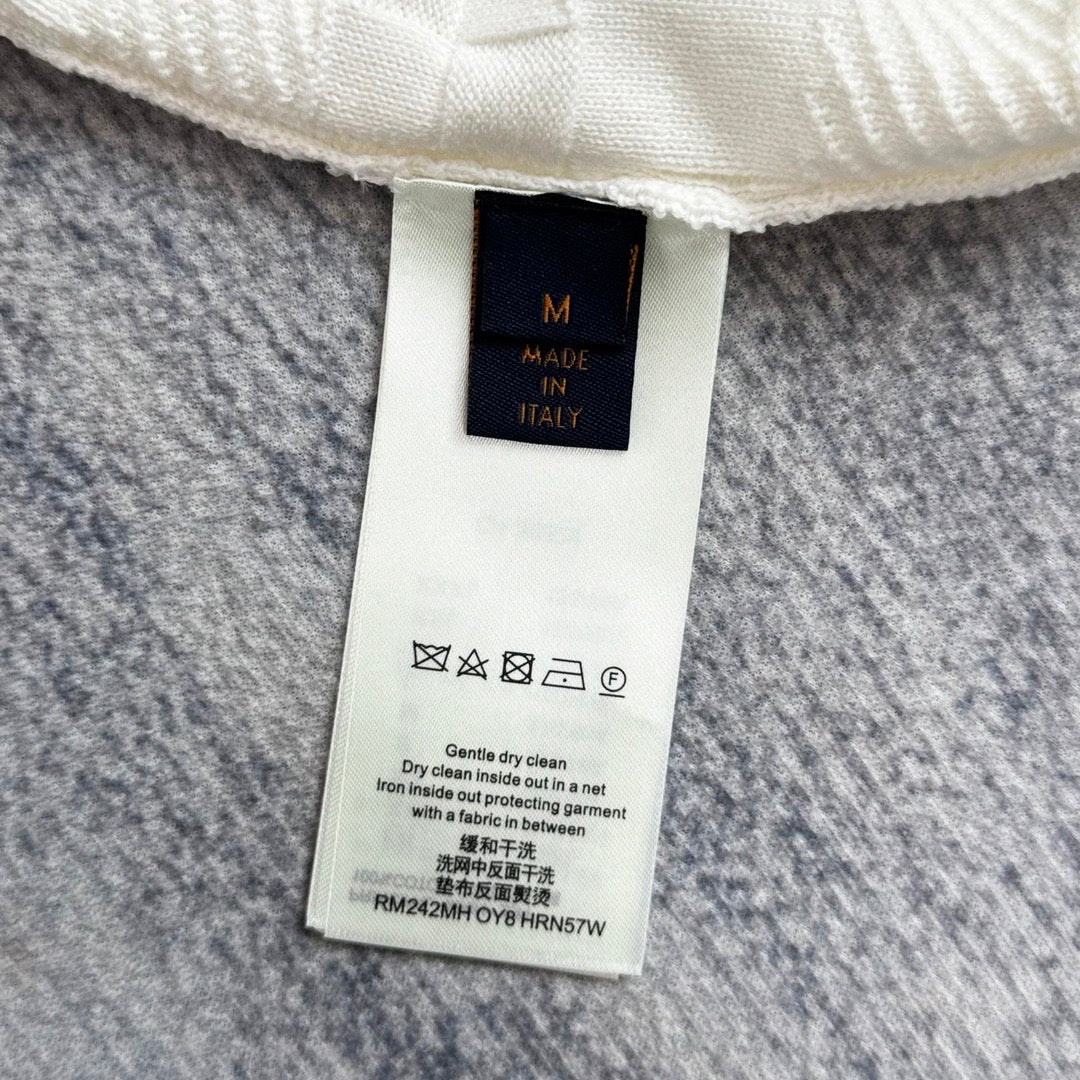 M
MADE
IN
ITALY
F
Gentle dry clean
Dry clean inside out in a net
Iron inside out protecting garment
with a fabric in between
缓和干洗
洗网中反面干洗
垫布反面熨烫
RM242MH OY8 HRN57W